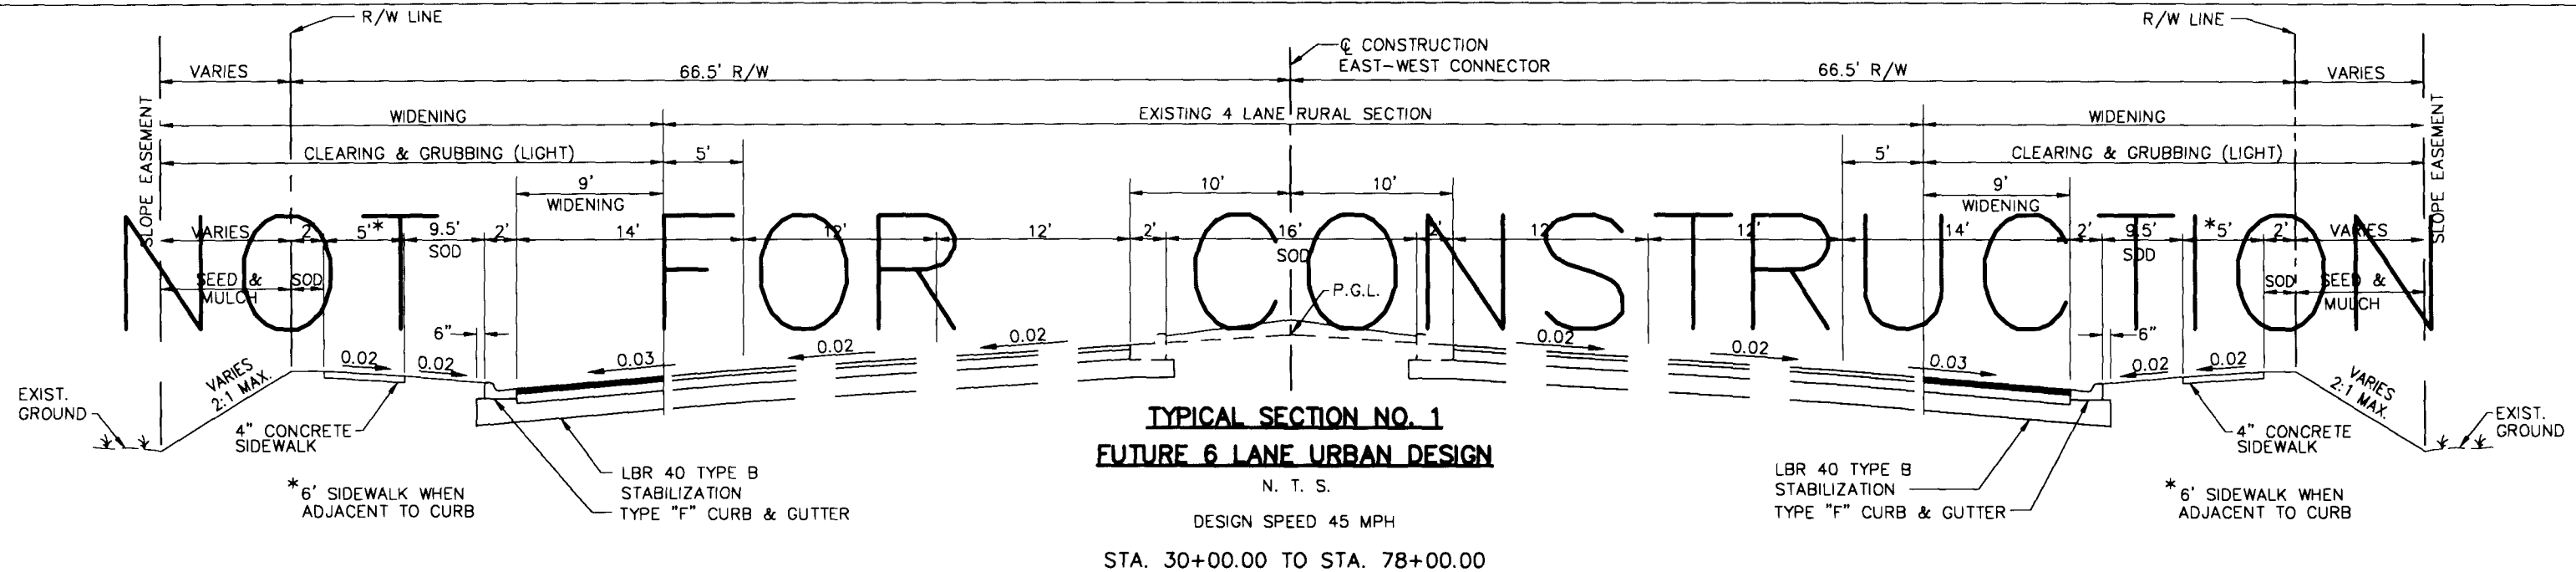 R/W LINE
R/W LINE
℄ CONSTRUCTION
EAST-WEST CONNECTOR
VARIES
66.5' R/W
66.5' R/W
VARIES
SLOPE EASEMENT
WIDENING
EXISTING 4 LANE RURAL SECTION
WIDENING
SLOPE EASEMENT
CLEARING & GRUBBING (LIGHT)
5'
5'
CLEARING & GRUBBING (LIGHT)
9'
WIDENING
10'
10'
9'
WIDENING
NOT FOR CONSTRUCTION
VARIES
2'
5'*
9.5'
SOD
2'
14'
12'
12'
2'
16'
SOD
2'
12'
12'
14'
2'
9.5'
SOD
*5'
2'
VARIES
SEED &
MULCH
SOD
P.G.L.
SOD
SEED &
MULCH
6"
6"
0.02
0.02
0.03
0.02
0.02
0.02
0.02
0.03
0.02
0.02
VARIES
2:1 MAX.
VARIES
2:1 MAX.
EXIST.
GROUND
EXIST.
GROUND
4" CONCRETE
SIDEWALK
4" CONCRETE
SIDEWALK
TYPICAL SECTION NO. 1
FUTURE 6 LANE URBAN DESIGN
N. T. S.
DESIGN SPEED 45 MPH
STA. 30+00.00 TO STA. 78+00.00
*6' SIDEWALK WHEN
ADJACENT TO CURB
LBR 40 TYPE B
STABILIZATION
TYPE "F" CURB & GUTTER
LBR 40 TYPE B
STABILIZATION
TYPE "F" CURB & GUTTER
*6' SIDEWALK WHEN
ADJACENT TO CURB